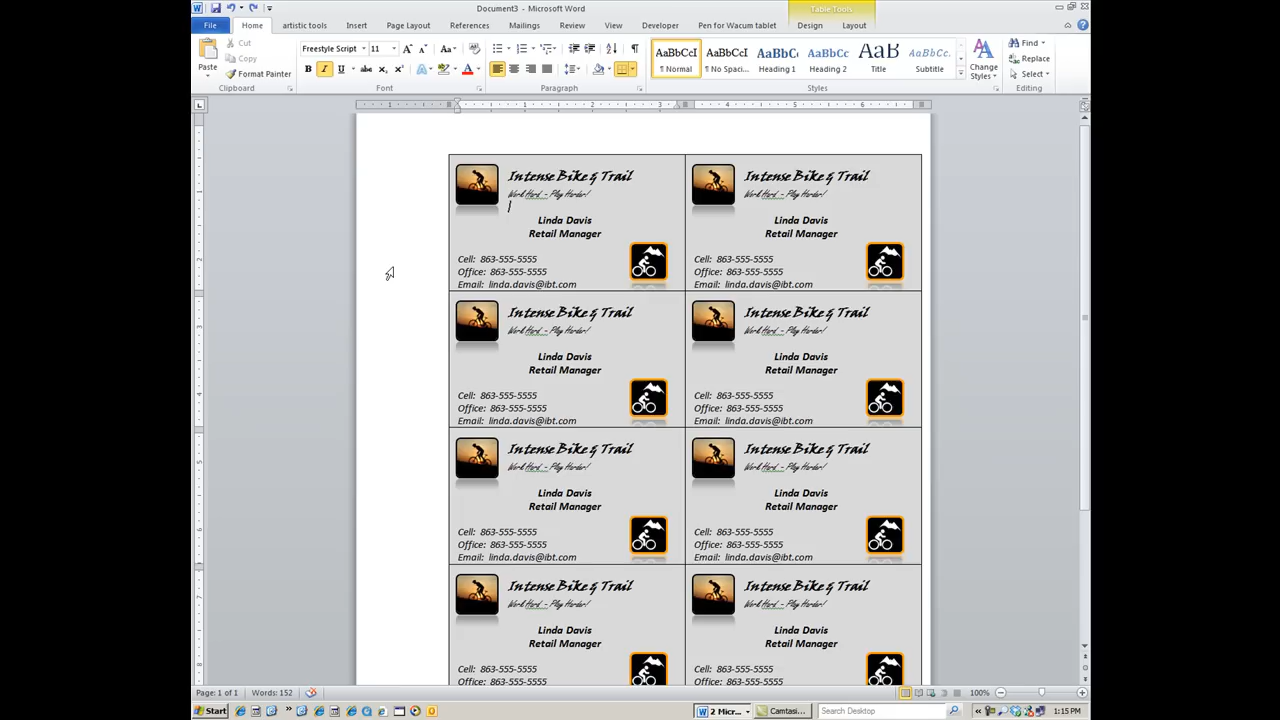 Document3 - Microsoft Word
Table Tools
File Home artistic tools Insert Page Layout References Mailings Review View Developer Pen for Wacum tablet Design Layout
Paste
Cut
Copy
Format Painter
Clipboard
Freestyle Script 11
Font
Paragraph
AaBbCcI AaBbCcI AaBbCc AaBbCc AaB AaBbCc.
¶ Normal ¶ No Spaci... Heading 1 Heading 2 Title Subtitle
Change
Styles
Styles
Find
Replace
Select
Editing
Intense Bike & Trail
Work Hard - Play Harder!
Linda Davis
Retail Manager
Cell: 863-555-5555
Office: 863-555-5555
Email: linda.davis@ibt.com
Intense Bike & Trail
Work Hard - Play Harder!
Linda Davis
Retail Manager
Cell: 863-555-5555
Office: 863-555-5555
Email: linda.davis@ibt.com
Intense Bike & Trail
Work Hard - Play Harder!
Linda Davis
Retail Manager
Cell: 863-555-5555
Office: 863-555-5555
Email: linda.davis@ibt.com
Intense Bike & Trail
Work Hard - Play Harder!
Linda Davis
Retail Manager
Cell: 863-555-5555
Office: 863-555-5555
Email: linda.davis@ibt.com
Intense Bike & Trail
Work Hard - Play Harder!
Linda Davis
Retail Manager
Cell: 863-555-5555
Office: 863-555-5555
Email: linda.davis@ibt.com
Intense Bike & Trail
Work Hard - Play Harder!
Linda Davis
Retail Manager
Cell: 863-555-5555
Office: 863-555-5555
Email: linda.davis@ibt.com
Intense Bike & Trail
Work Hard - Play Harder!
Linda Davis
Retail Manager
Cell: 863-555-5555
Office: 863-555-5555
Intense Bike & Trail
Work Hard - Play Harder!
Linda Davis
Retail Manager
Cell: 863-555-5555
Office: 863-555-5555
Page: 1 of 1 Words: 152 100%
Start 2 Micr... Camtasi... Search Desktop 1:15 PM